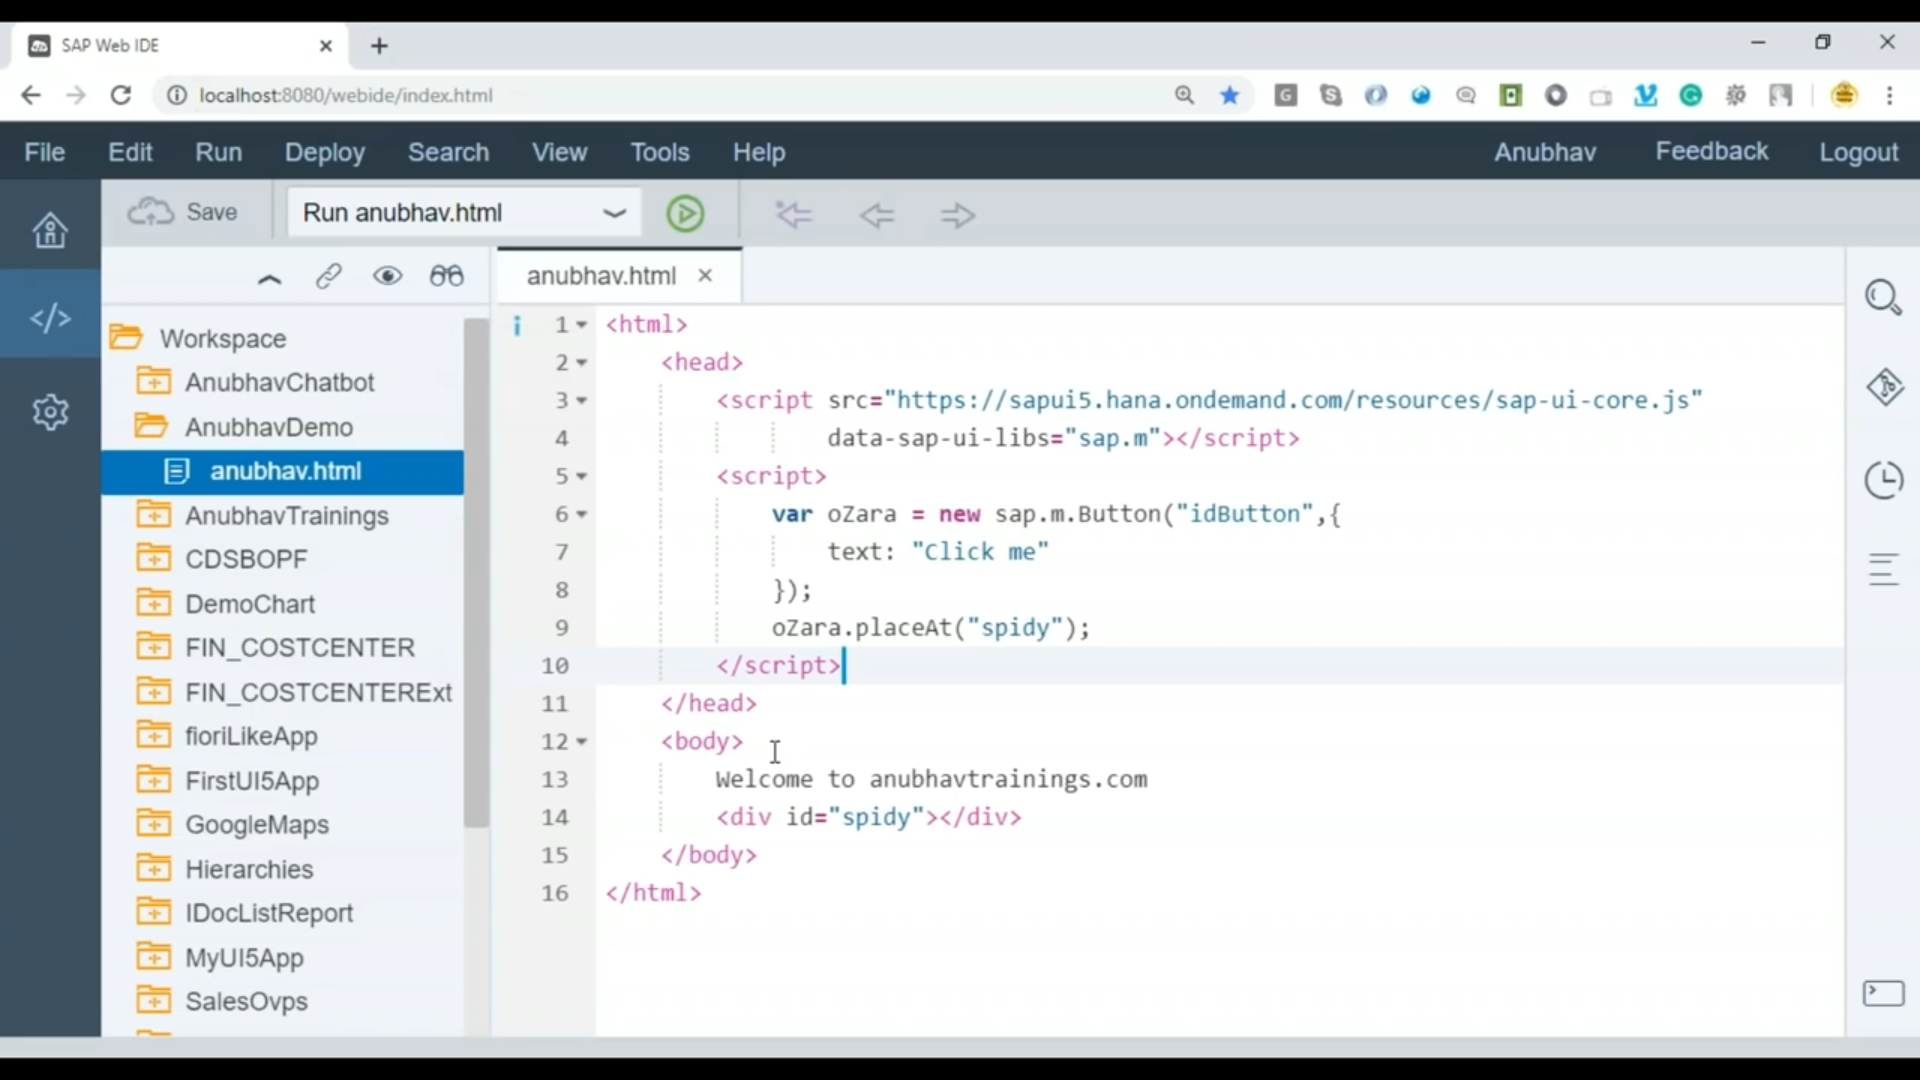 SAP Web IDE
localhost:8080/webide/index.html
File Edit Run Deploy Search View Tools Help Anubhav Feedback Logout
Save Run anubhav.html
anubhav.html
Workspace
AnubhavChatbot
AnubhavDemo
anubhav.html
AnubhavTrainings
CDSBOPF
DemoChart
FIN_COSTCENTER
FIN_COSTCENTERExt
fioriLikeApp
FirstUI5App
GoogleMaps
Hierarchies
IDocListReport
MyUI5App
SalesOvps
1 <html>
2 <head>
3 <script src="https://sapui5.hana.ondemand.com/resources/sap-ui-core.js"
4 data-sap-ui-libs="sap.m"></script>
5 <script>
6 var oZara = new sap.m.Button("idButton",{
7 text: "Click me"
8 });
9 oZara.placeAt("spidy");
10 </script>
11 </head>
12 <body>
13 Welcome to anubhavtrainings.com
14 <div id="spidy"></div>
15 </body>
16 </html>